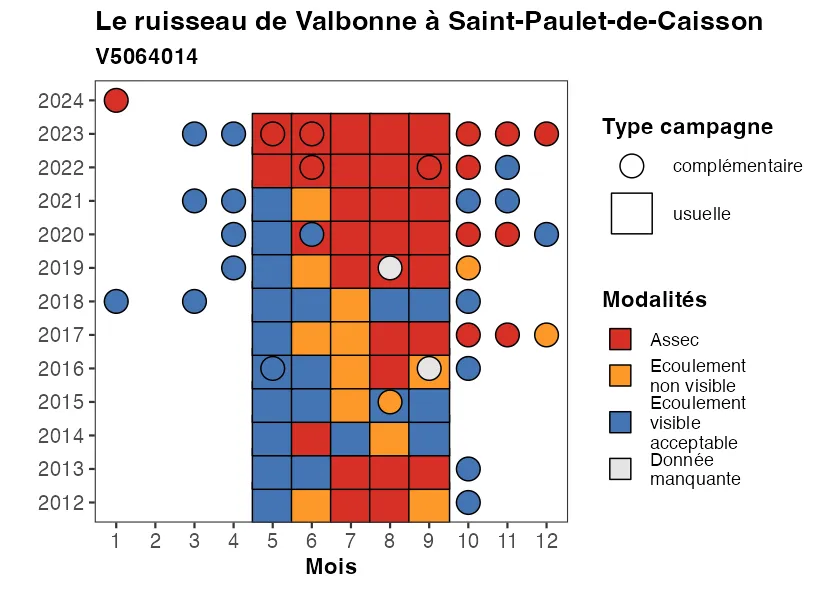 Le ruisseau de Valbonne à Saint-Paulet-de-Caisson
V5064014
2024
2023
2022
2021
2020
2019
2018
2017
2016
2015
2014
2013
2012
1 2 3 4 5 6 7 8 9 10 11 12
Mois
Type campagne
complémentaire
usuelle
Modalités
Assec
Ecoulement
non visible
Ecoulement
visible
acceptable
Donnée
manquante